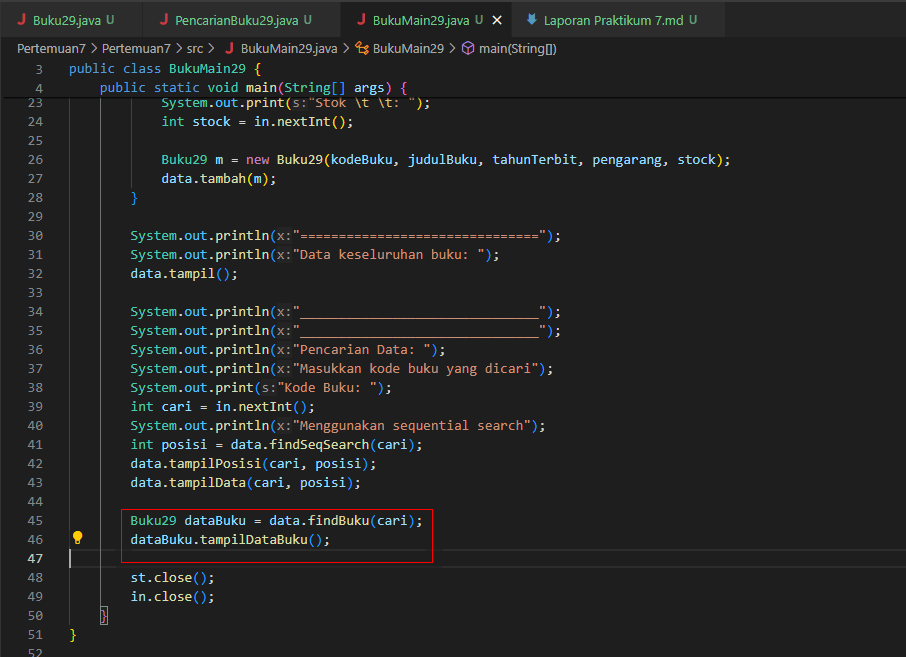 Buku29.java U PencarianBuku29.java U BukuMain29.java U Laporan Praktikum 7.md U
Pertemuan7 > Pertemuan7 > src > BukuMain29.java > BukuMain29 > main(String[])
3 public class BukuMain29 {
4 public static void main(String[] args) {
23 System.out.print(s:"Stok \t \t: ");
24 int stock = in.nextInt();
25
26 Buku29 m = new Buku29(kodeBuku, judulBuku, tahunTerbit, pengarang, stock);
27 data.tambah(m);
28 }
29
30 System.out.println(x:"===============================");
31 System.out.println(x:"Data keseluruhan buku: ");
32 data.tampil();
33
34 System.out.println(x:"_______________________________");
35 System.out.println(x:"_______________________________");
36 System.out.println(x:"Pencarian Data: ");
37 System.out.println(x:"Masukkan kode buku yang dicari");
38 System.out.print(s:"Kode Buku: ");
39 int cari = in.nextInt();
40 System.out.println(x:"Menggunakan sequential search");
41 int posisi = data.findSeqSearch(cari);
42 data.tampilPosisi(cari, posisi);
43 data.tampilData(cari, posisi);
44
45 Buku29 dataBuku = data.findBuku(cari);
46 dataBuku.tampilDataBuku();
47
48 st.close();
49 in.close();
50 }
51 }
52